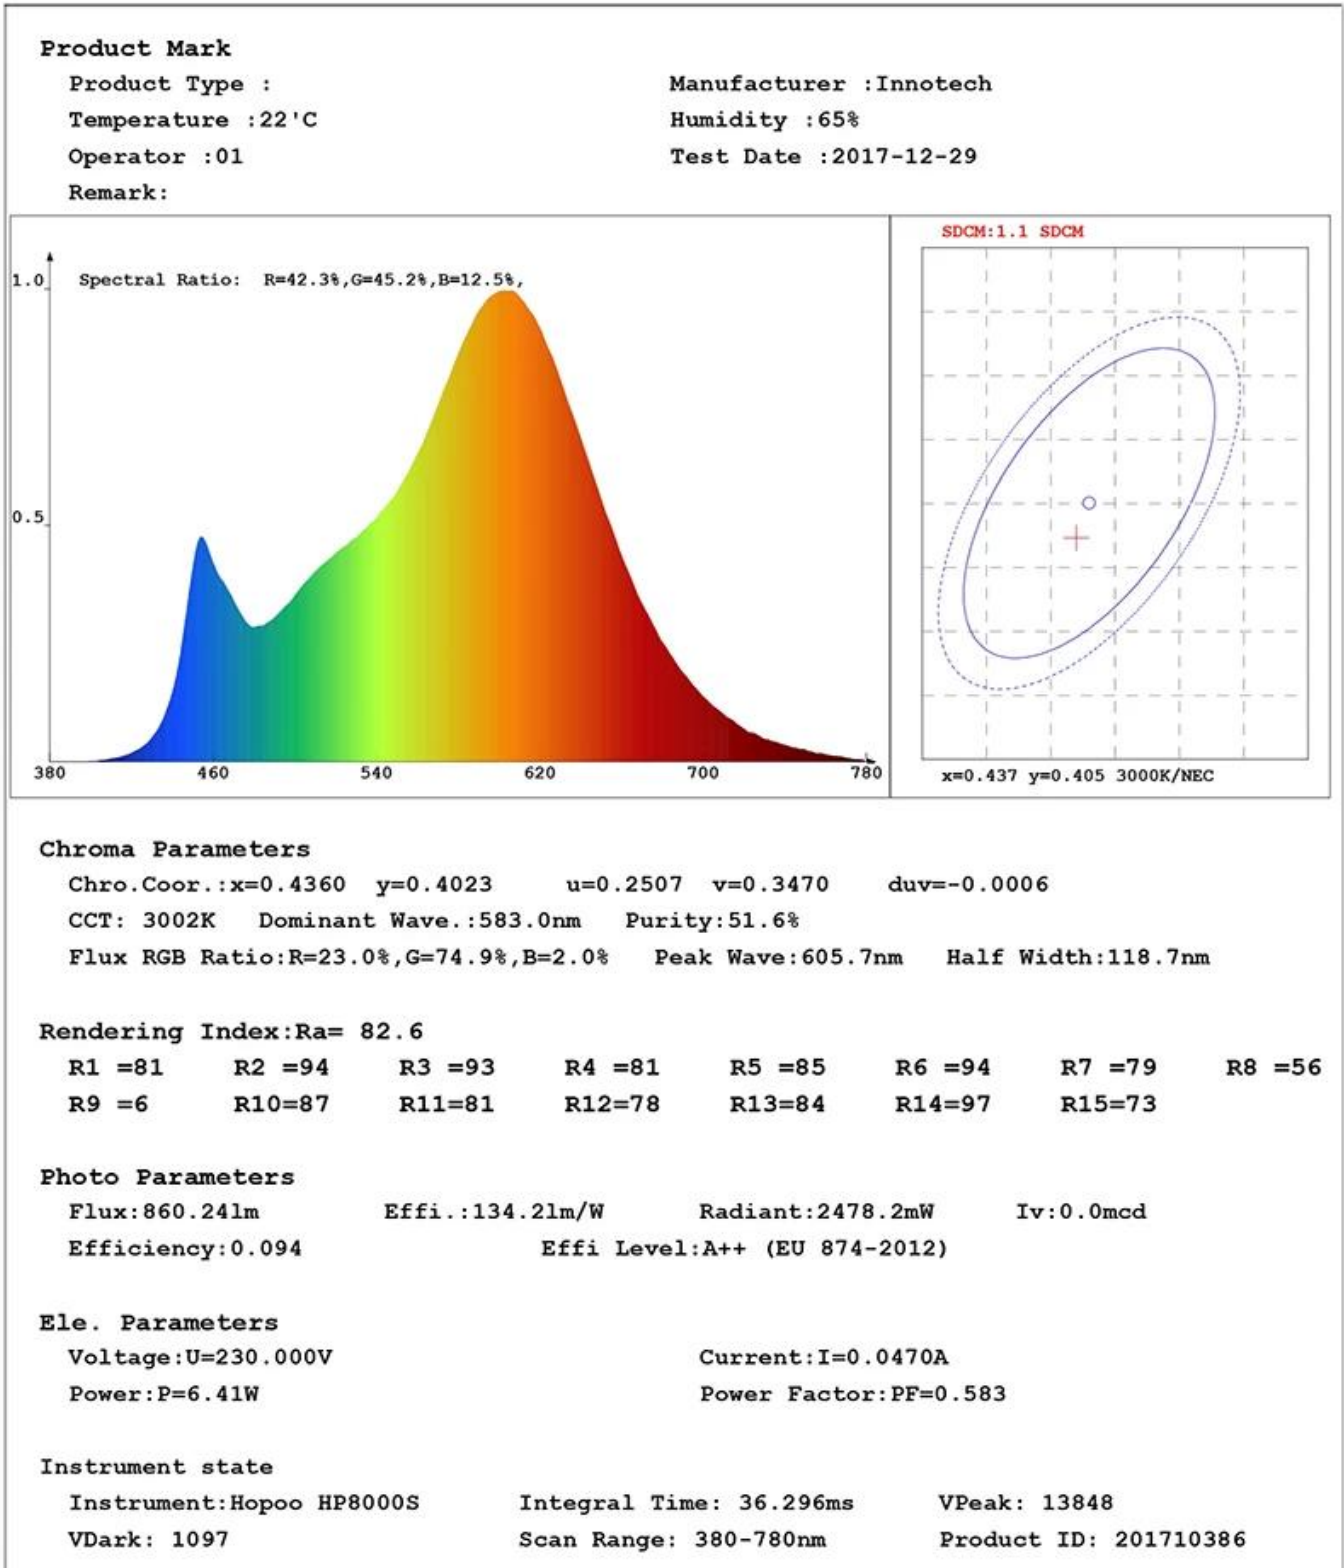 Product Mark
Product Type :    Manufacturer :Innotech
Temperature :22'C    Humidity :65%
Operator :01    Test Date :2017-12-29
Remark:
SDCM:1.1 SDCM
1.0    Spectral Ratio:  R=42.3%,G=45.2%,B=12.5%,
0.5
380    460    540    620    700    780
x=0.437 y=0.405 3000K/NEC
Chroma Parameters
Chro.Coor.:x=0.4360  y=0.4023    u=0.2507  v=0.3470    duv=-0.0006
CCT: 3002K   Dominant Wave.:583.0nm   Purity:51.6%
Flux RGB Ratio:R=23.0%,G=74.9%,B=2.0%   Peak Wave:605.7nm   Half Width:118.7nm
Rendering Index:Ra= 82.6
R1 =81    R2 =94    R3 =93    R4 =81    R5 =85    R6 =94    R7 =79    R8 =56
R9 =6    R10=87    R11=81    R12=78    R13=84    R14=97    R15=73
Photo Parameters
Flux:860.24lm    Effi.:134.2lm/W    Radiant:2478.2mW    Iv:0.0mcd
Efficiency:0.094    Effi Level:A++ (EU 874-2012)
Ele. Parameters
Voltage:U=230.000V    Current:I=0.0470A
Power:P=6.41W    Power Factor:PF=0.583
Instrument state
Instrument:Hopoo HP8000S    Integral Time: 36.296ms    VPeak: 13848
VDark: 1097    Scan Range: 380-780nm    Product ID: 201710386